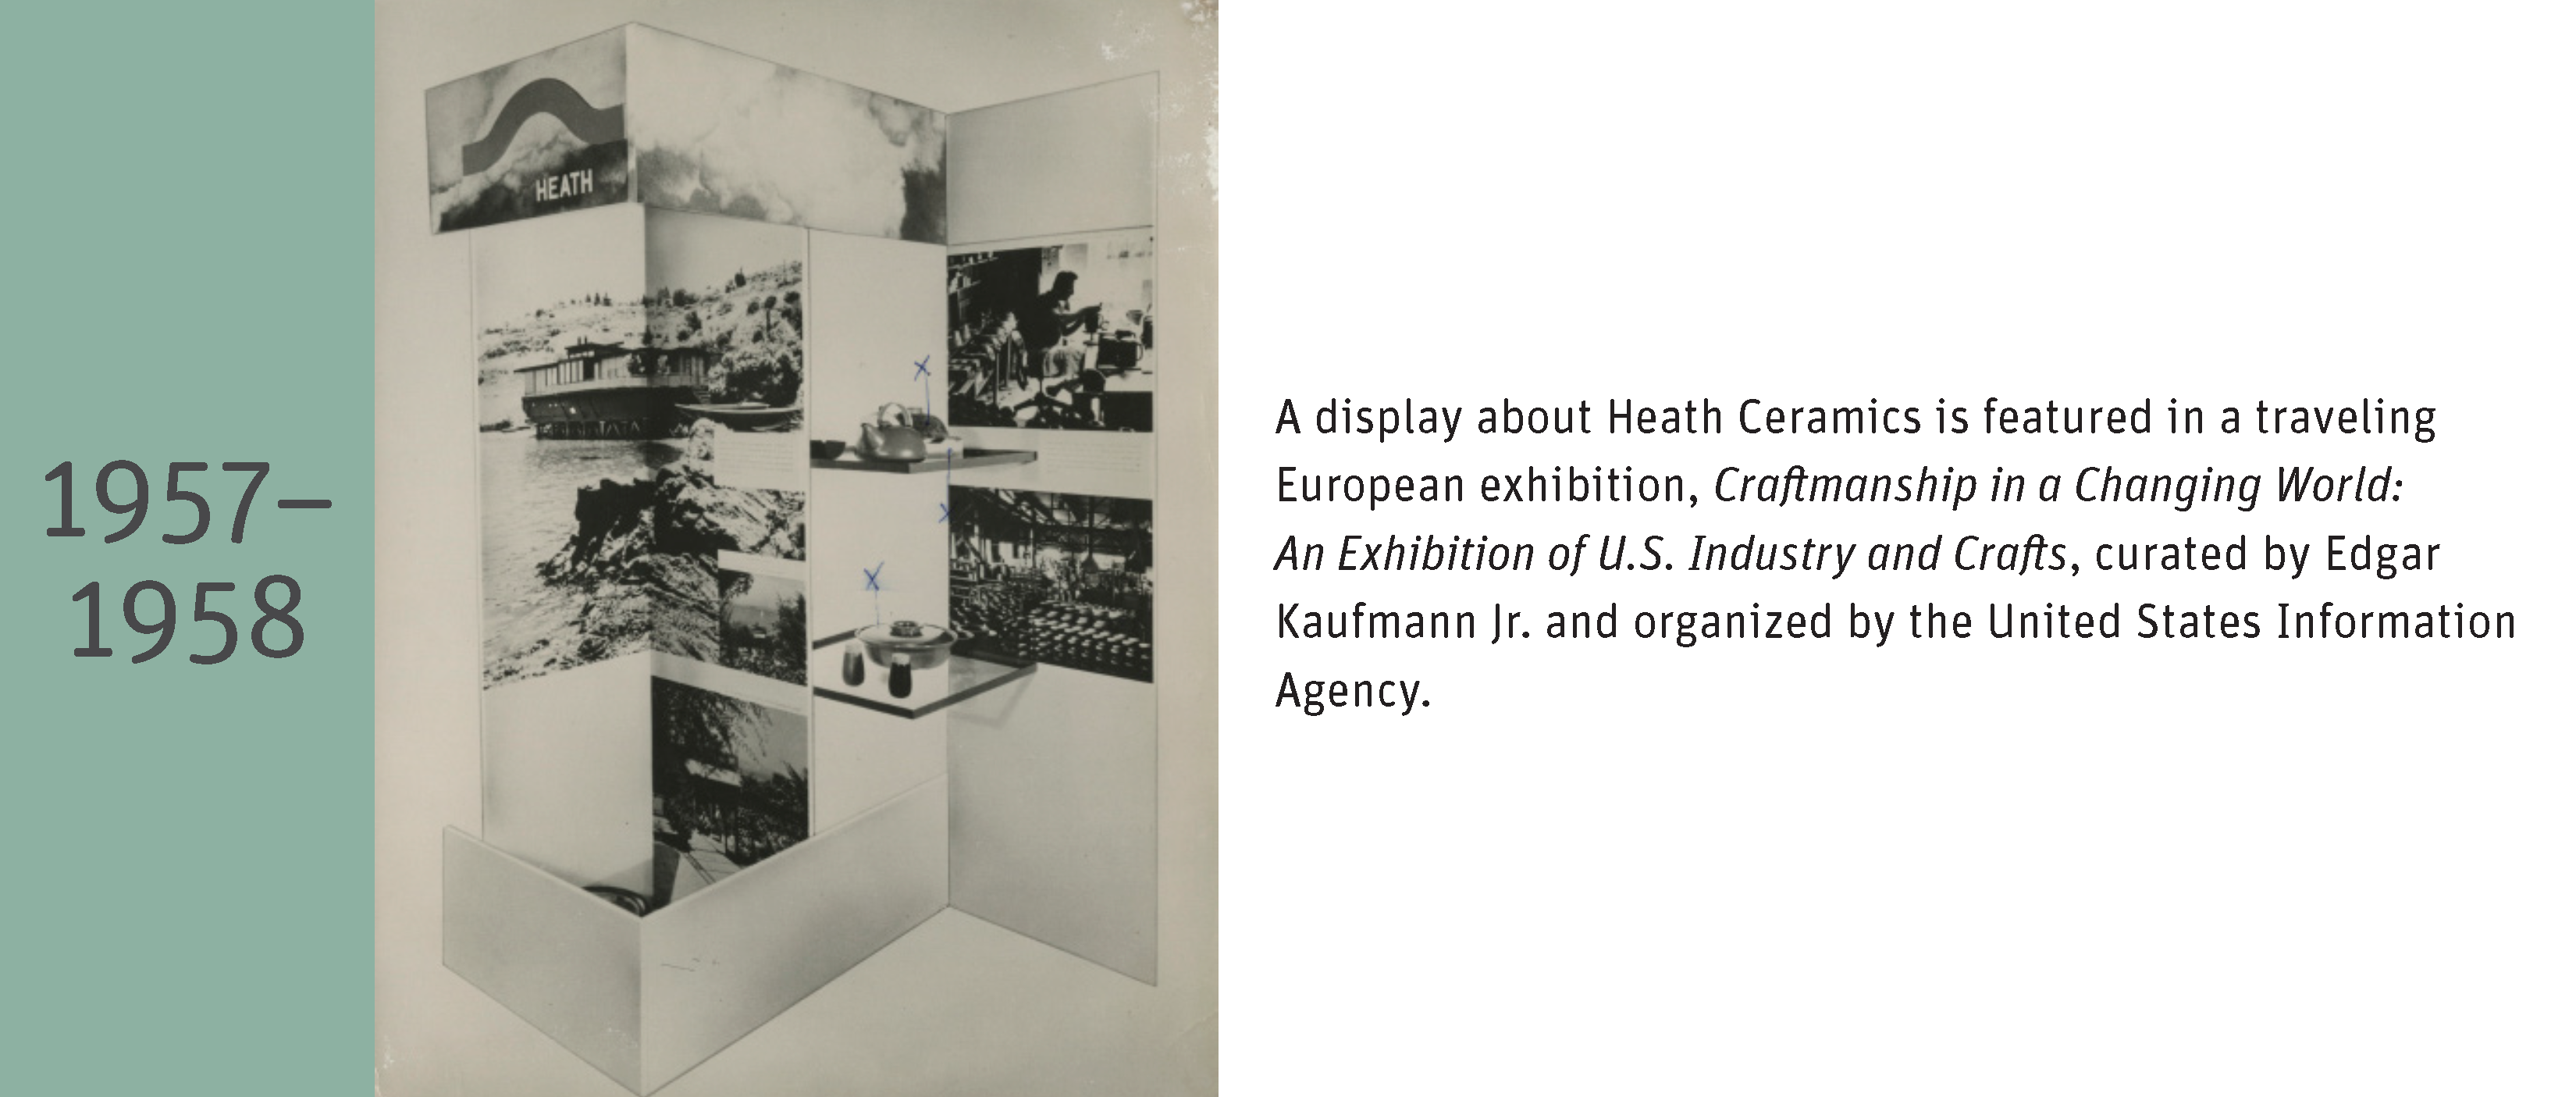 1957–
1958
HEATH
A display about Heath Ceramics is featured in a traveling
European exhibition, Craftmanship in a Changing World:
An Exhibition of U.S. Industry and Crafts, curated by Edgar
Kaufmann Jr. and organized by the United States Information
Agency.